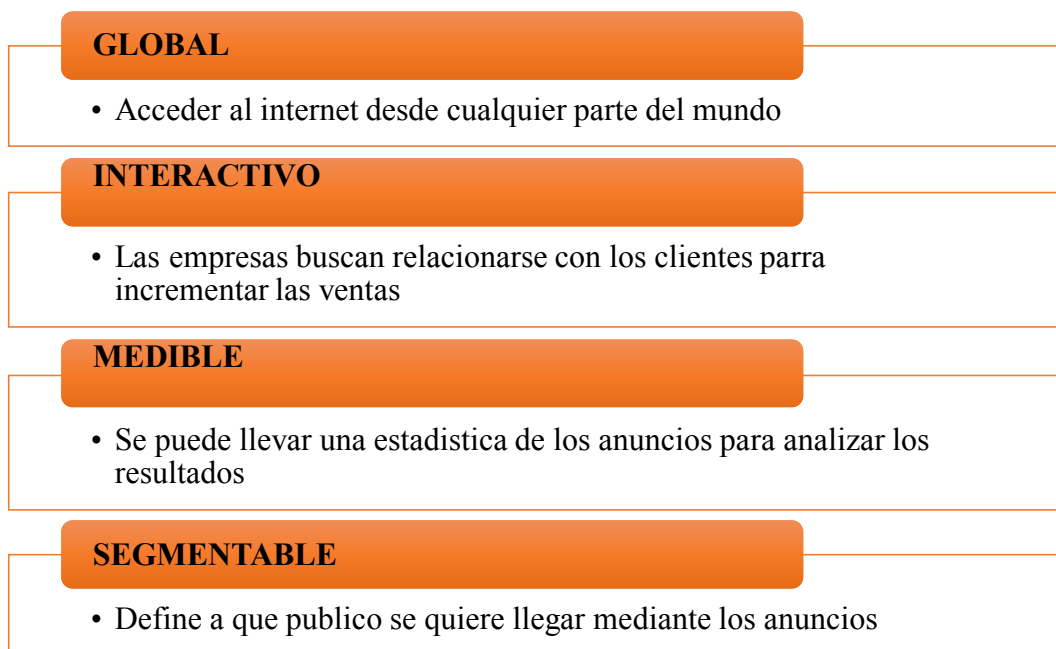 GLOBAL
• Acceder al internet desde cualquier parte del mundo
INTERACTIVO
• Las empresas buscan relacionarse con los clientes parra
incrementar las ventas
MEDIBLE
• Se puede llevar una estadistica de los anuncios para analizar los
resultados
SEGMENTABLE
• Define a que publico se quiere llegar mediante los anuncios